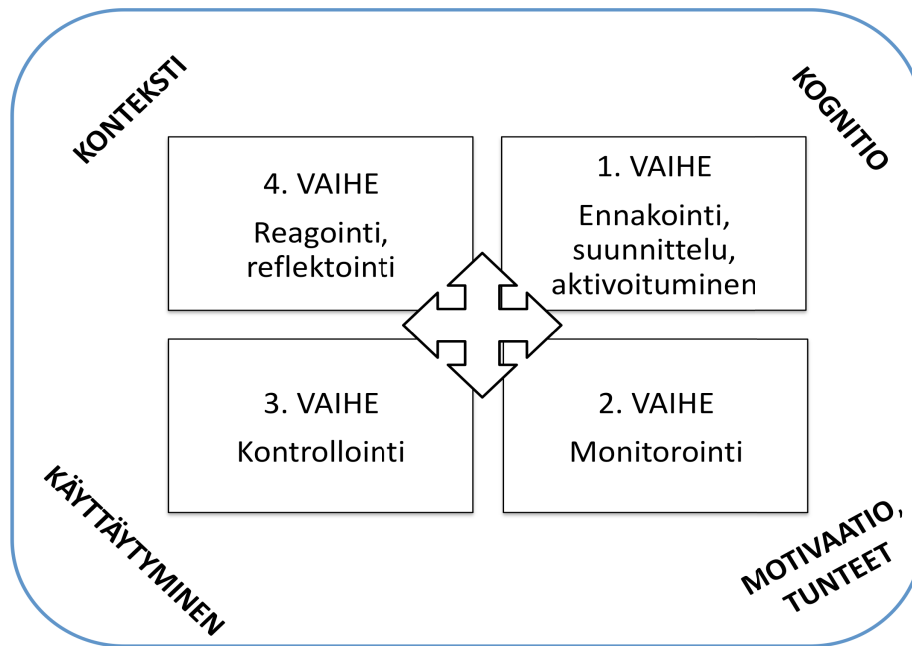 KONTEKSTI
KOGNITIO
4. VAIHE
Reagointi,
reflektointi
1. VAIHE
Ennakointi,
suunnittelu,
aktivoituminen
3. VAIHE
Kontrollointi
2. VAIHE
Monitorointi
KÄYTTÄYTYMINEN
MOTIVAATIO,
TUNTEET